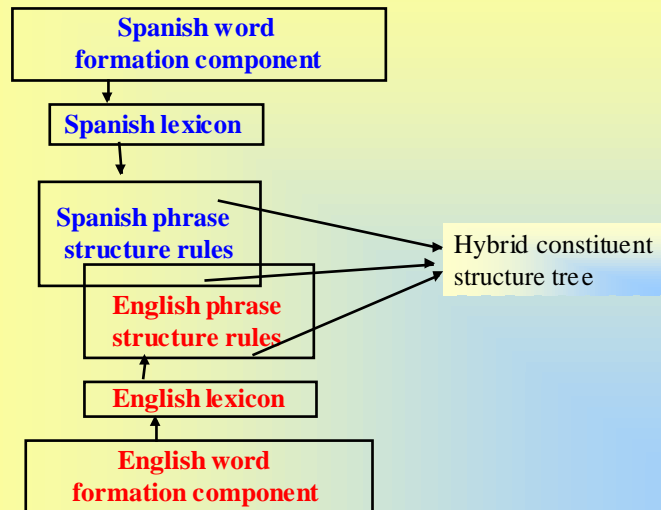 Spanish word
formation component
Spanish lexicon
Spanish phrase
structure rules
Hybrid constituent
structure tree
English phrase
structure rules
English lexicon
English word
formation component